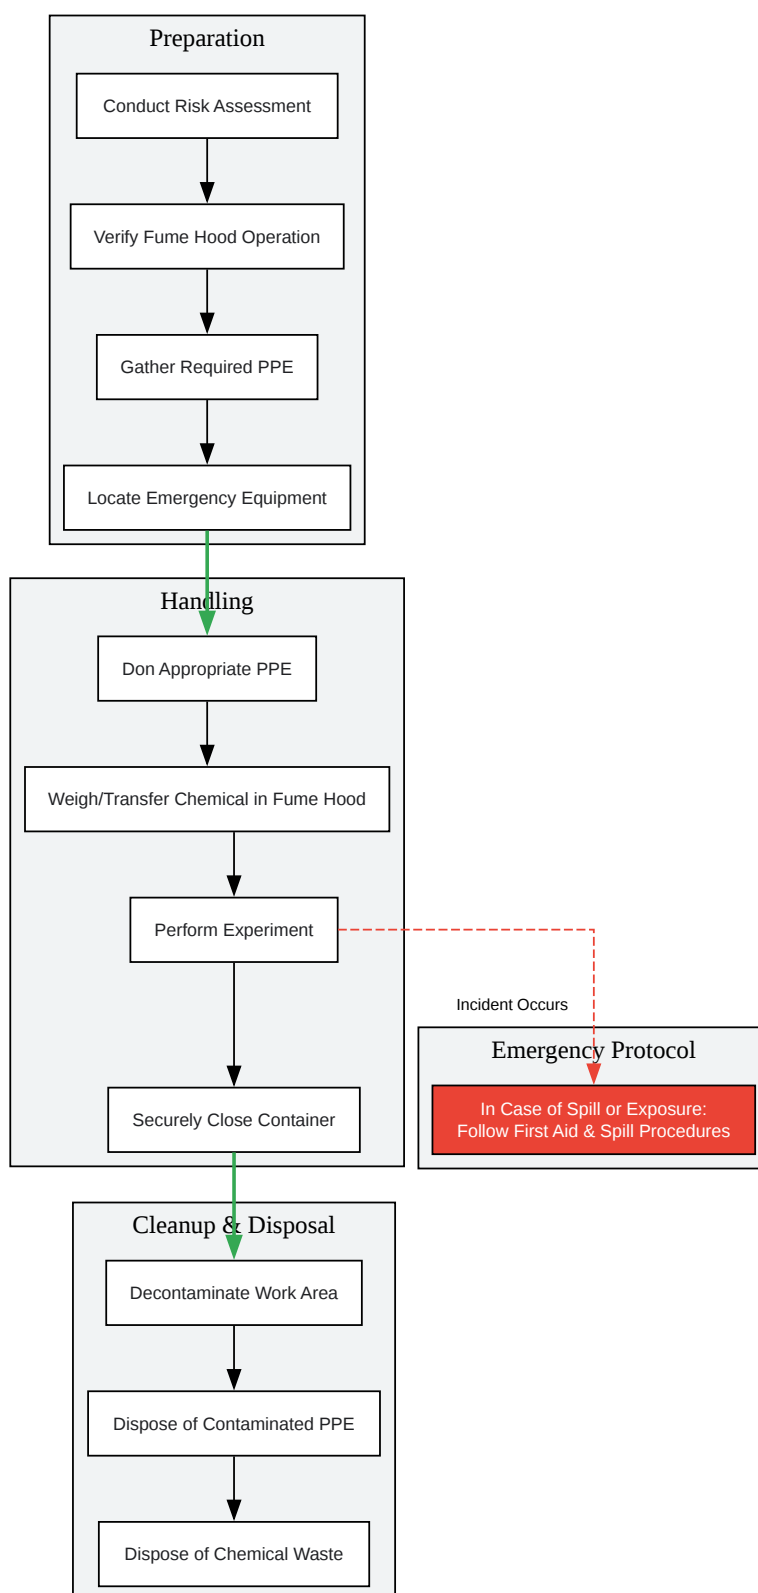 Preparation
Conduct Risk Assessment
Verify Fume Hood Operation
Gather Required PPE
Locate Emergency Equipment
Handling
Don Appropriate PPE
Weigh/Transfer Chemical in Fume Hood
Perform Experiment
Incident Occurs
Emergency Protocol
In Case of Spill or Exposure:
Follow First Aid & Spill Procedures
Securely Close Container
Cleanup & Disposal
Decontaminate Work Area
Dispose of Contaminated PPE
Dispose of Chemical Waste